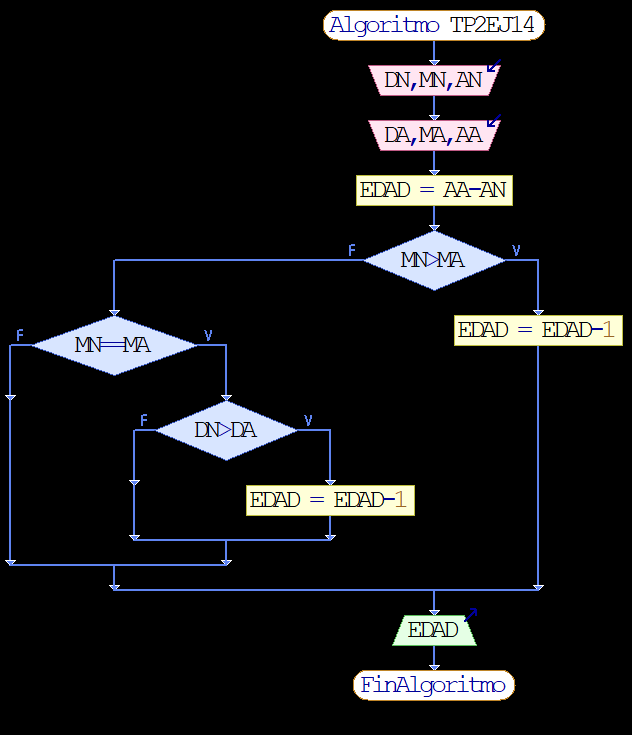 Algoritmo TP2EJ14
DN,MN,AN
DA,MA,AA
EDAD = AA-AN
MN>MA
F
V
EDAD = EDAD-1
MN==MA
F
V
DN>DA
F
V
EDAD = EDAD-1
EDAD
FinAlgoritmo